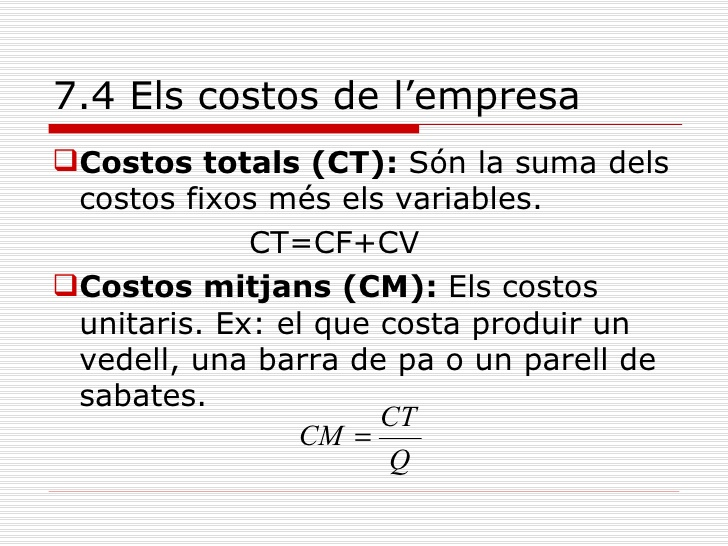 7.4 Els costos de l’empresa
Costos totals (CT): Són la suma dels
costos fixos més els variables.
CT=CF+CV
Costos mitjans (CM): Els costos
unitaris. Ex: el que costa produir un
vedell, una barra de pa o un parell de
sabates.
CM = CT
Q